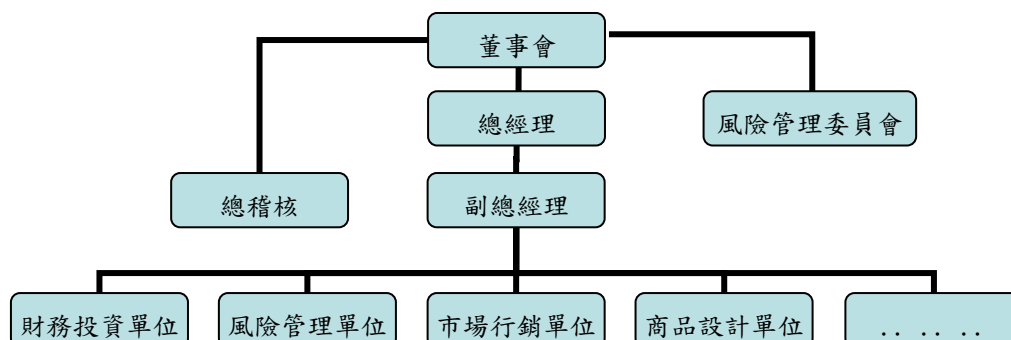 董事會
總經理
風險管理委員會
總稽核
副總經理
財務投資單位
風險管理單位
市場行銷單位
商品設計單位
.. .. ..